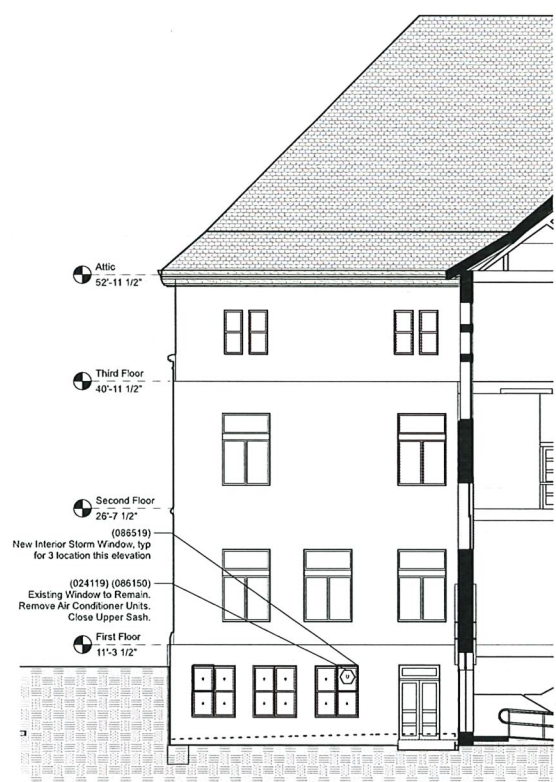 Attic
52'-11 1/2"
Third Floor
40'-11 1/2"
Second Floor
26'-7 1/2"
(086519)
New Interior Storm Window, typ
for 3 location this elevation
(024119) (086150)
Existing Window to Remain.
Remove Air Conditioner Units.
Close Upper Sash.
First Floor
11'-3 1/2"